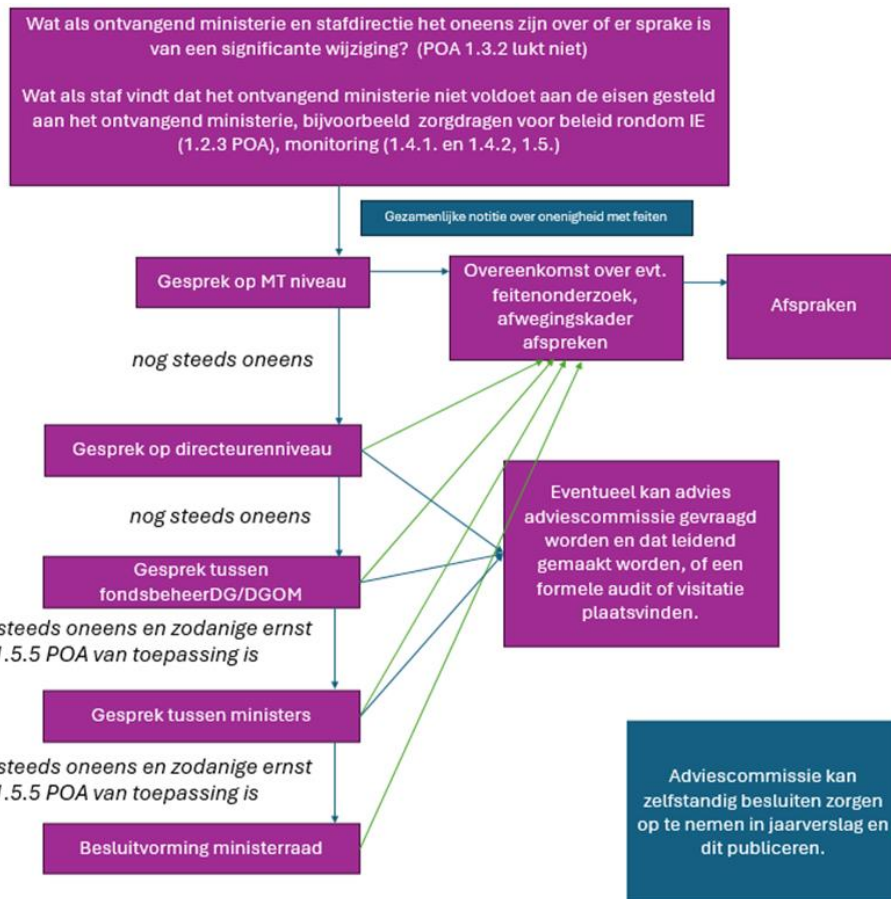 Wat als ontvangend ministerie en stafdirectie het oneens zijn over of er sprake is
van een significante wijziging? (POA 1.3.2 lukt niet)
Wat als staf vindt dat het ontvangend ministerie niet voldoet aan de eisen gesteld
aan het ontvangend ministerie, bijvoorbeeld zorgdragen voor beleid rondom IE
(1.2.3 POA), monitoring (1.4.1. en 1.4.2, 1.5.)
Gezamenlijke notitie over onenigheid met feiten
Gesprek op MT niveau
Overeenkomst over evt.
feitenonderzoek,
afwegingskader
afspreken
Afspraken
nog steeds oneens
Gesprek op directeurenniveau
nog steeds oneens
Eventueel kan advies
adviescommissie gevraagd
worden en dat leidend
gemaakt worden, of een
formele audit of visitatie
plaatsvinden.
Gesprek tussen
fondsbeheerDG/DGOM
steeds oneens en zodanige ernst
1.5.5 POA van toepassing is
Gesprek tussen ministers
steeds oneens en zodanige ernst
1.5.5 POA van toepassing is
Besluitvorming ministerraad
Adviescommissie kan
zelfstandig besluiten zorgen
op te nemen in jaarverslag en
dit publiceren.